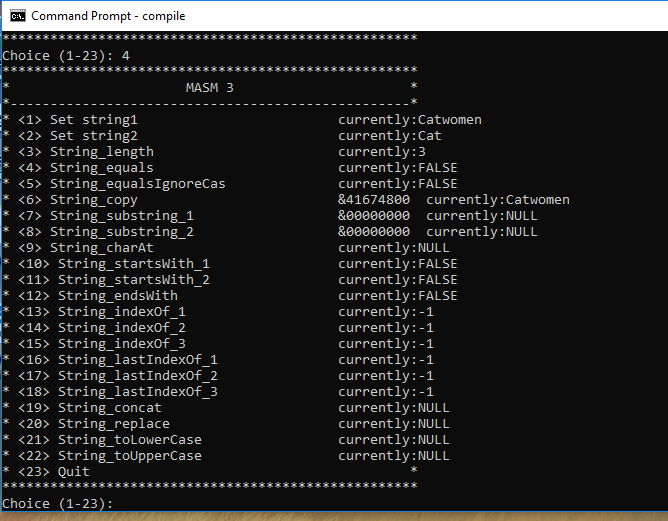 Command Prompt - compile
****************************************************
Choice (1-23): 4
****************************************************
*                      MASM 3                      *
*--------------------------------------------------*
* <1> Set string1                         currently:Catwomen
* <2> Set string2                         currently:Cat
* <3> String_length                       currently:3
* <4> String_equals                       currently:FALSE
* <5> String_equalsIgnoreCas              currently:FALSE
* <6> String_copy                         &41674800  currently:Catwomen
* <7> String_substring_1                  &00000000  currently:NULL
* <8> String_substring_2                  &00000000  currently:NULL
* <9> String_charAt                       currently:NULL
* <10> String_startsWith_1                currently:FALSE
* <11> String_startsWith_2                currently:FALSE
* <12> String_endsWith                    currently:FALSE
* <13> String_indexOf_1                   currently:-1
* <14> String_indexOf_2                   currently:-1
* <15> String_indexOf_3                   currently:-1
* <16> String_lastIndexOf_1               currently:-1
* <17> String_lastIndexOf_2               currently:-1
* <18> String_lastIndexOf_3               currently:-1
* <19> String_concat                      currently:NULL
* <20> String_replace                     currently:NULL
* <21> String_toLowerCase                 currently:NULL
* <22> String_toUpperCase                 currently:NULL
* <23> Quit                                        *
****************************************************
Choice (1-23):